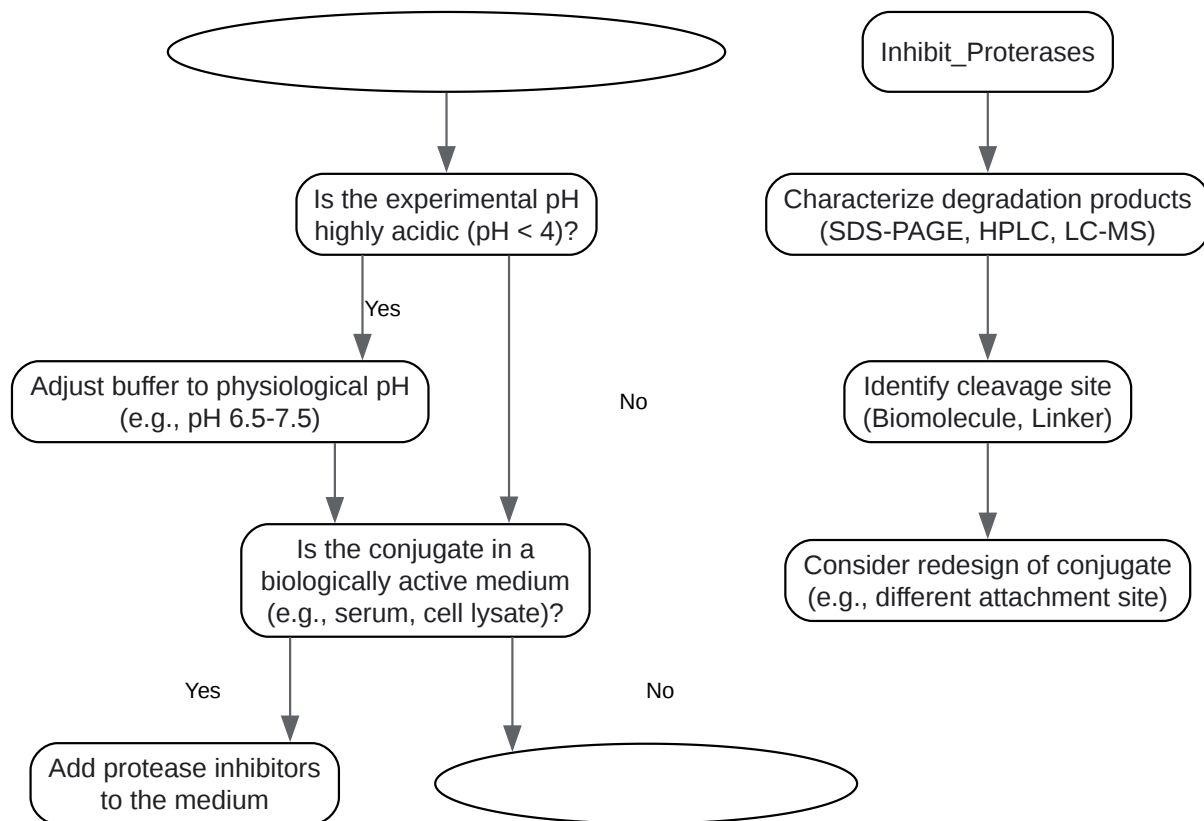 Inhibit_Proterases
Is the experimental pH
highly acidic (pH < 4)?
Characterize degradation products
(SDS-PAGE, HPLC, LC-MS)
Yes
Adjust buffer to physiological pH
(e.g., pH 6.5-7.5)
No
Identify cleavage site
(Biomolecule, Linker)
Is the conjugate in a
biologically active medium
(e.g., serum, cell lysate)?
Consider redesign of conjugate
(e.g., different attachment site)
Yes
No
Add protease inhibitors
to the medium